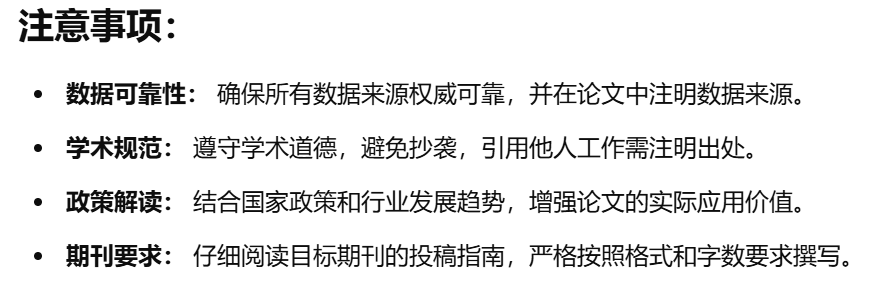 注意事项：
• 数据可靠性： 确保所有数据来源权威可靠，并在论文中注明数据来源。
• 学术规范： 遵守学术道德，避免抄袭，引用他人工作需注明出处。
• 政策解读： 结合国家政策和行业发展趋势，增强论文的实际应用价值。
• 期刊要求： 仔细阅读目标期刊的投稿指南，严格按照格式和字数要求撰写。